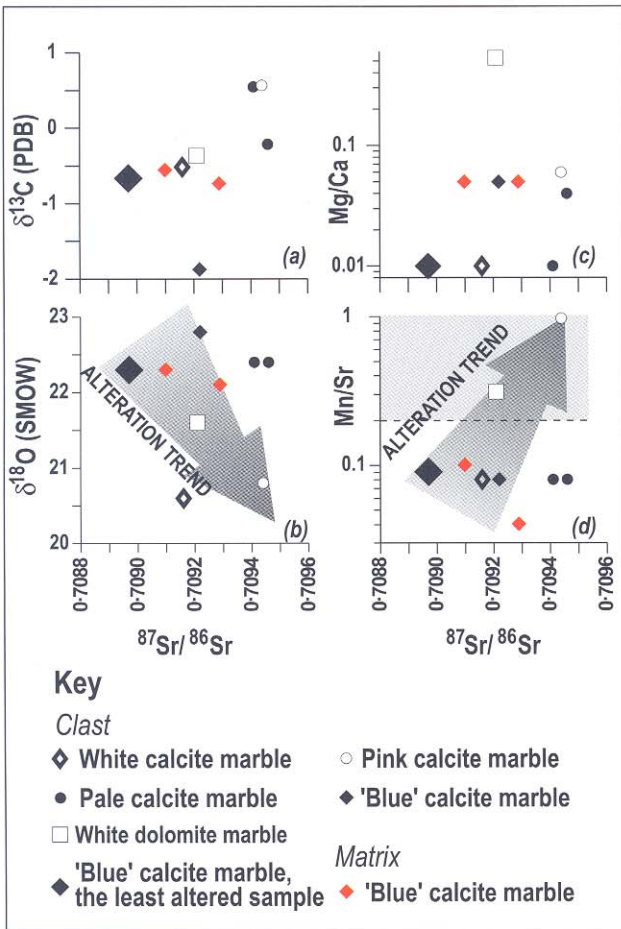 1
0
-1
-2
δ13C (PDB)
(a)
0.1
0.01
Mg/Ca
(c)
23
22
21
20
δ18O (SMOW)
ALTERATION TREND
(b)
1
0.1
Mn/Sr
ALTERATION TREND
(d)
0·7088
0·7090
0·7092
0·7094
0·7096
87Sr/ 86Sr
0·7088
0·7090
0·7092
0·7094
0·7096
87Sr/ 86Sr
Key
Clast
White calcite marble
Pink calcite marble
Pale calcite marble
'Blue' calcite marble
White dolomite marble
'Blue' calcite marble,
the least altered sample
Matrix
'Blue' calcite marble